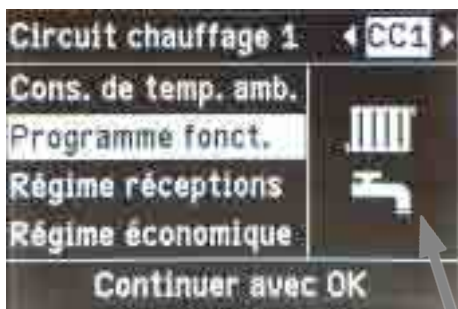 Circuit chauffage 1 CC1
Cons. de temp. amb.
Programme fonct.
Régime réceptions
Régime économique
Continuer avec OK